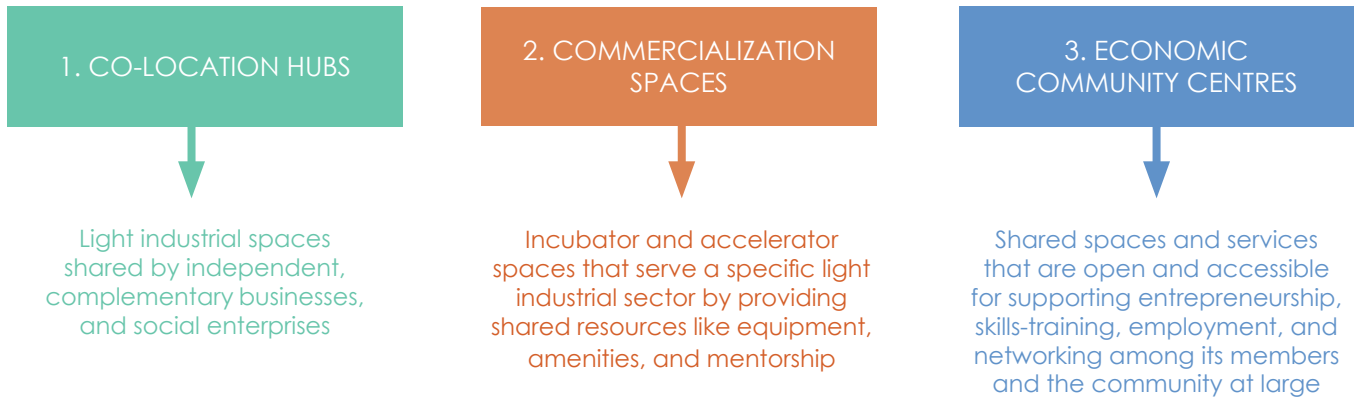 1. CO-LOCATION HUBS
Light industrial spaces
shared by independent,
complementary businesses,
and social enterprises
2. COMMERCIALIZATION
SPACES
Incubator and accelerator
spaces that serve a specific light
industrial sector by providing
shared resources like equipment,
amenities, and mentorship
3. ECONOMIC
COMMUNITY CENTRES
Shared spaces and services
that are open and accessible
for supporting entrepreneurship,
skills-training, employment, and
networking among its members
and the community at large